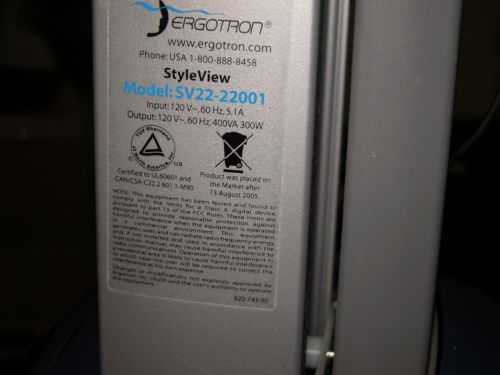 ERGOTRON®
www.ergotron.com
Phone: USA 1-800-888-8458
StyleView
Model: SV22-22001
Input: 120 V~, 60 Hz, 5.1A
Output: 120 V~, 60 Hz, 400VA 300W
TUV Rheinland
of North America, Inc.
C US
Certified to UL60601 and
CAN/CSA-C22.2 601.1-M90
Product was placed on
the Market after
13 August 2005.
NOTE: This equipment has been tested and found to
comply with the limits for a Class A digital device,
pursuant to part 15 of the FCC Rules. These limits are
designed to provide reasonable protection against
harmful interference when the equipment is operated
in a commercial environment. This equipment
generates, uses, and can radiate radio frequency energy
and, if not installed and used in accordance with the
instruction manual, may cause harmful interference to
radio communications. Operation of this equipment in
a residential area is likely to cause harmful interference
in which case the user will be required to correct the
interference at his own expense.
Changes or modifications not expressly approved by
Ergotron Inc. could void the user's authority to operate
the equipment.
820-743-00